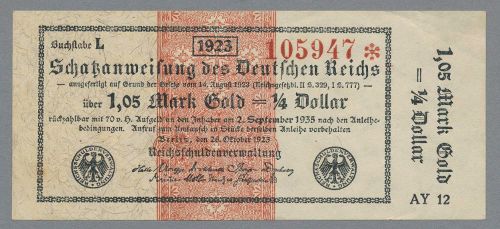 Buchstabe L
1923
105947 *
Schatzanweisung des Deutschen Reichs
ausgefertigt auf Grund der Gesetze vom 14. August 1923 (Reichsgesetzbl. II S. 329, I S. 777)
über 1,05 Mark Gold = ¼ Dollar
rückzahlbar mit 70 v. H. Aufgeld an den Inhaber am 2. September 1935 nach den Anleihe-
bedingungen. Aufruf zum Umtausch in Stücke derselben Anleihe vorbehalten
Berlin, den 26. Oktober 1923
Reichsschuldenverwaltung
1,05 Mark Gold
= ¼ Dollar
AY 12